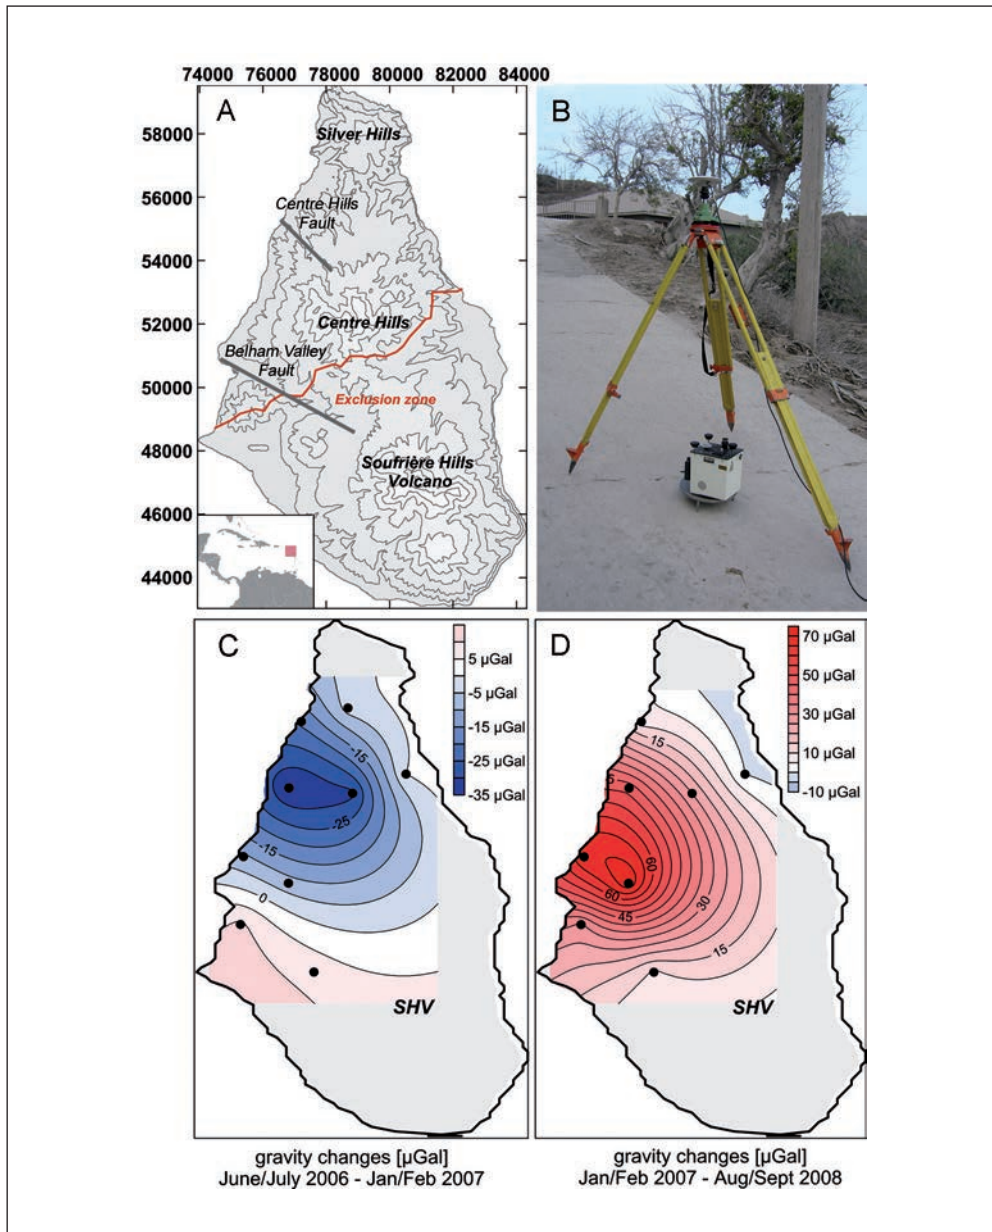 74000 76000 78000 80000 82000 84000
A
58000
56000
54000
52000
50000
48000
46000
44000
Silver Hills
Centre Hills
Fault
Centre Hills
Belham Valley
Fault
Exclusion zone
Soufrière Hills
Volcano
B
C
5 µGal
-5 µGal
-15 µGal
-25 µGal
-35 µGal
-15
-25
-15
0
SHV
gravity changes [µGal]
June/July 2006 - Jan/Feb 2007
D
70 µGal
50 µGal
30 µGal
10 µGal
-10 µGal
15
60
60
45
30
15
SHV
gravity changes [µGal]
Jan/Feb 2007 - Aug/Sept 2008